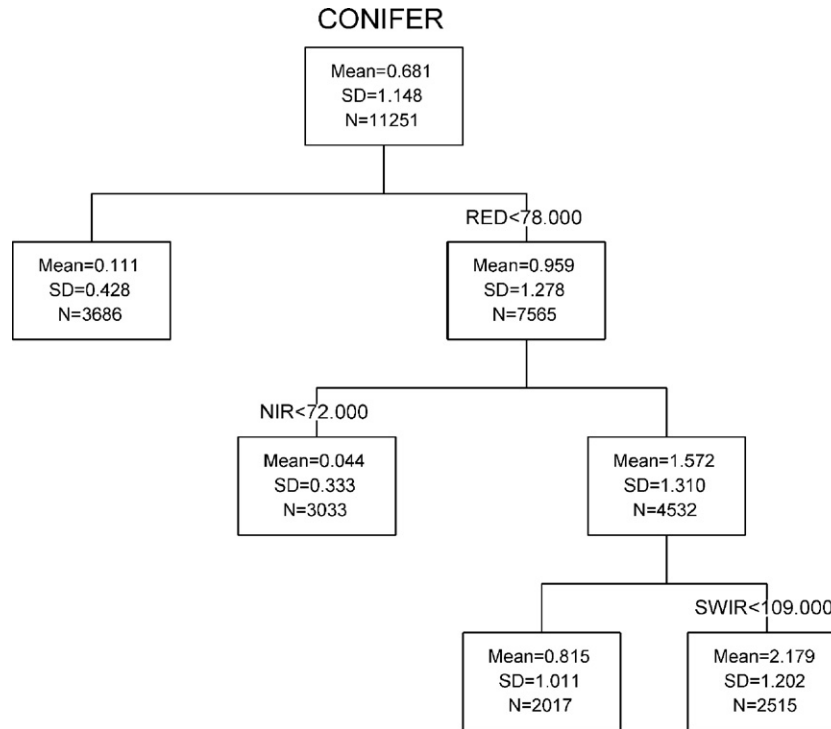 CONIFER
Mean=0.681
SD=1.148
N=11251
RED<78.000
Mean=0.111
SD=0.428
N=3686
Mean=0.959
SD=1.278
N=7565
NIR<72.000
Mean=0.044
SD=0.333
N=3033
Mean=1.572
SD=1.310
N=4532
SWIR<109.000
Mean=0.815
SD=1.011
N=2017
Mean=2.179
SD=1.202
N=2515